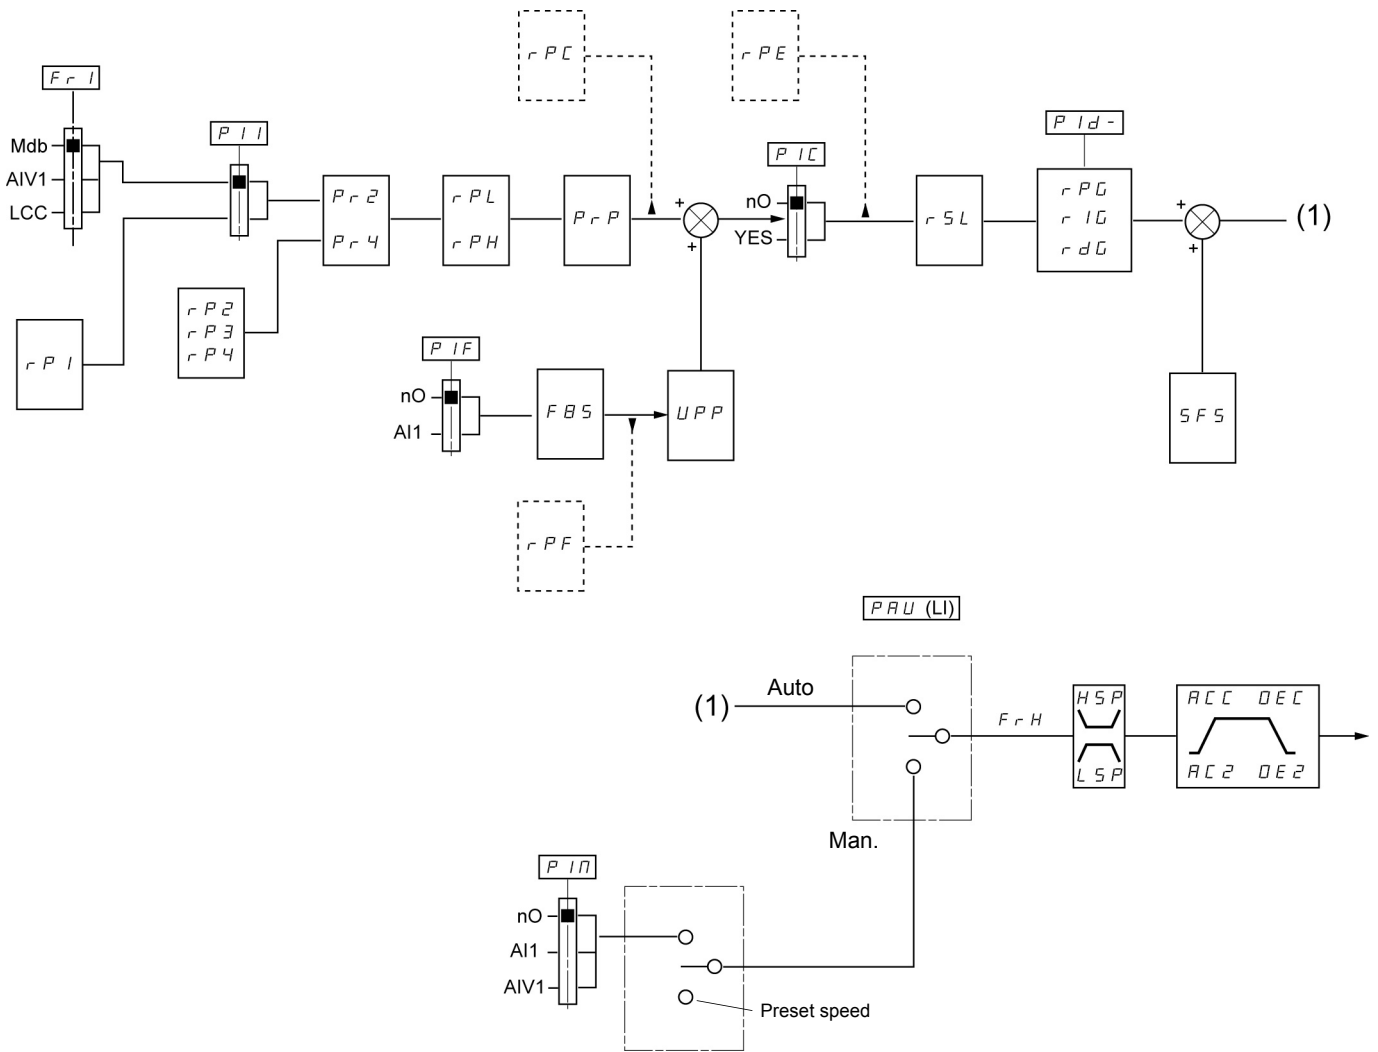 rPC
rPE
Fr1
PII
PId-
Mdb
AIV1
LCC
PIC
nO
YES
Pr2
Pr4
rPL
rPH
PrP
+
+
rSL
rPG
rIG
rdG
+
+
(1)
rP1
rP2
rP3
rP4
PIF
nO
AI1
FBS
UPP
SFS
rPF
PAU (LI)
(1)
Auto
FrH
HSP
LSP
ACC DEC
AC2 DE2
Man.
PIM
nO
AI1
AIV1
Preset speed